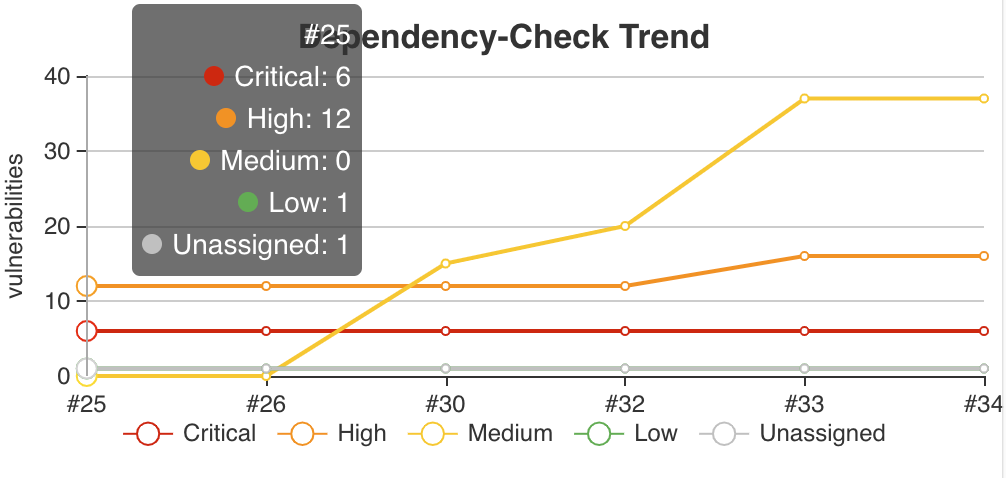 Dependency-Check Trend
#25
Critical: 6
High: 12
Medium: 0
Low: 1
Unassigned: 1
vulnerabilities
40
30
20
10
0
#25 #26 #30 #32 #33 #34
Critical High Medium Low Unassigned